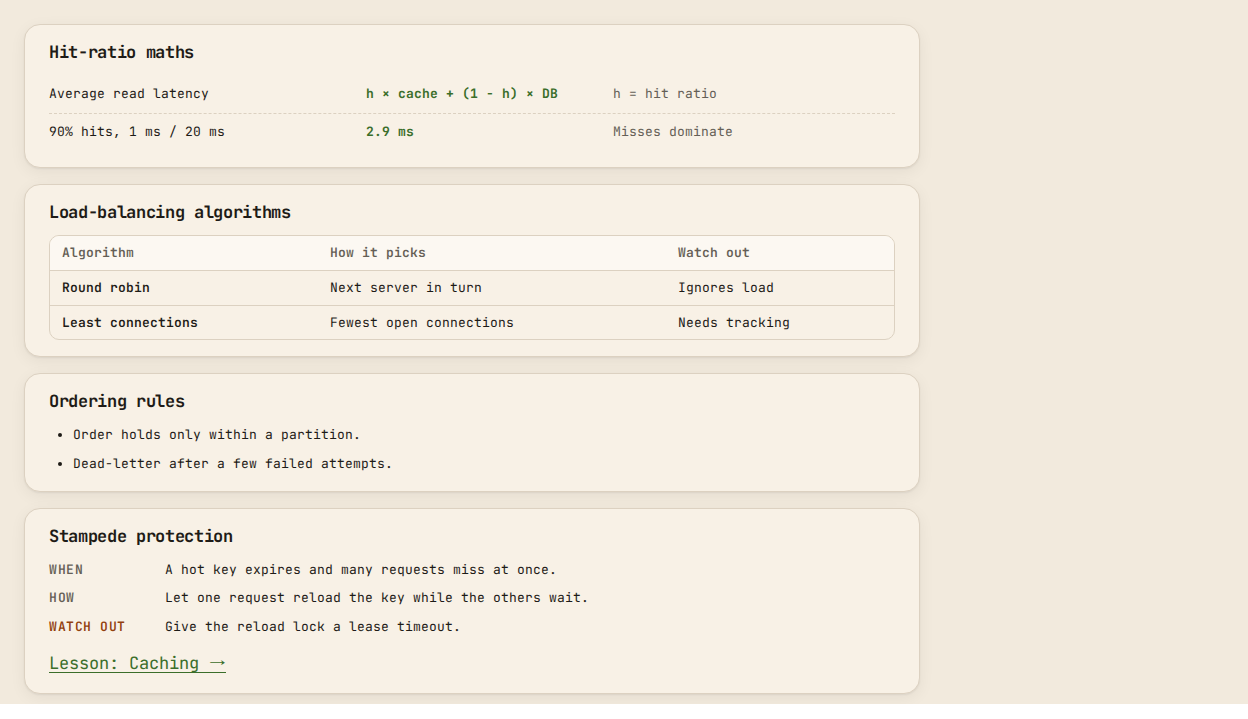 Hit-ratio maths
Average read latency h × cache + (1 - h) × DB h = hit ratio
90% hits, 1 ms / 20 ms 2.9 ms Misses dominate
Load-balancing algorithms
Algorithm How it picks Watch out
Round robin Next server in turn Ignores load
Least connections Fewest open connections Needs tracking
Ordering rules
• Order holds only within a partition.
• Dead-letter after a few failed attempts.
Stampede protection
WHEN A hot key expires and many requests miss at once.
HOW Let one request reload the key while the others wait.
WATCH OUT Give the reload lock a lease timeout.
Lesson: Caching →